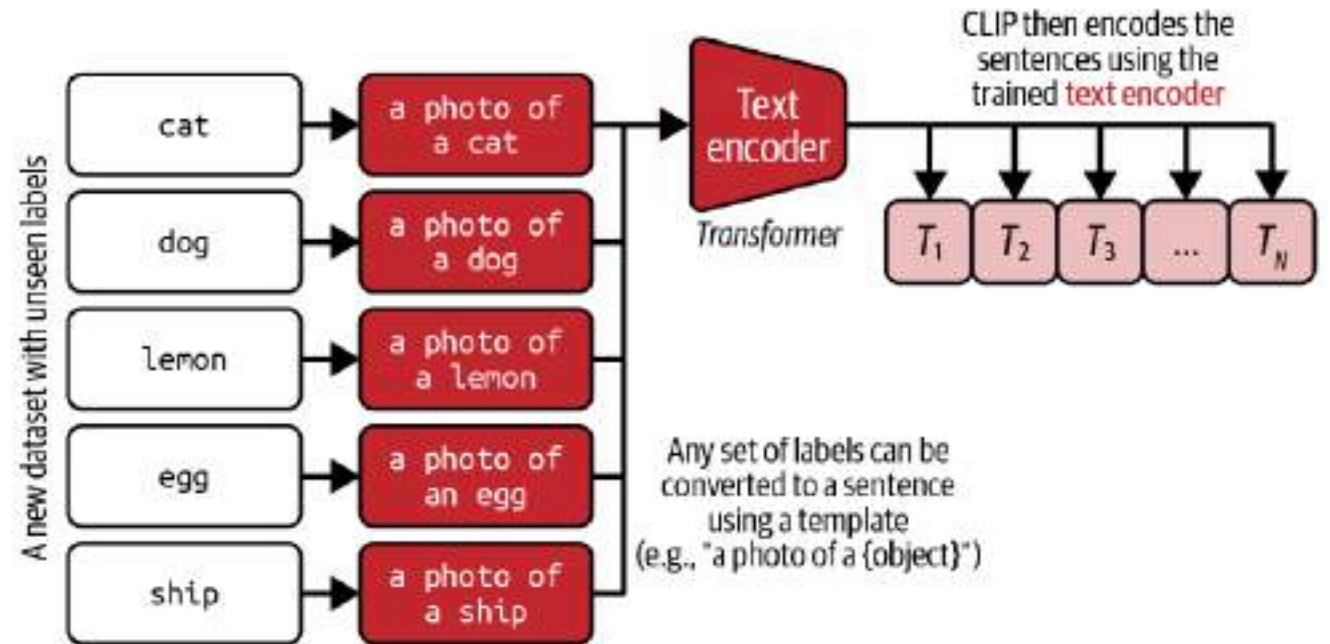 A new dataset with unseen labels
cat
a photo of
a cat
dog
a photo of
a dog
lemon
a photo of
a lemon
egg
a photo of
an egg
ship
a photo of
a ship
Text
encoder
Transformer
CLIP then encodes the
sentences using the
trained text encoder
T₁
T₂
T₃
...
T_N
Any set of labels can be
converted to a sentence
using a template
(e.g., "a photo of a {object}")